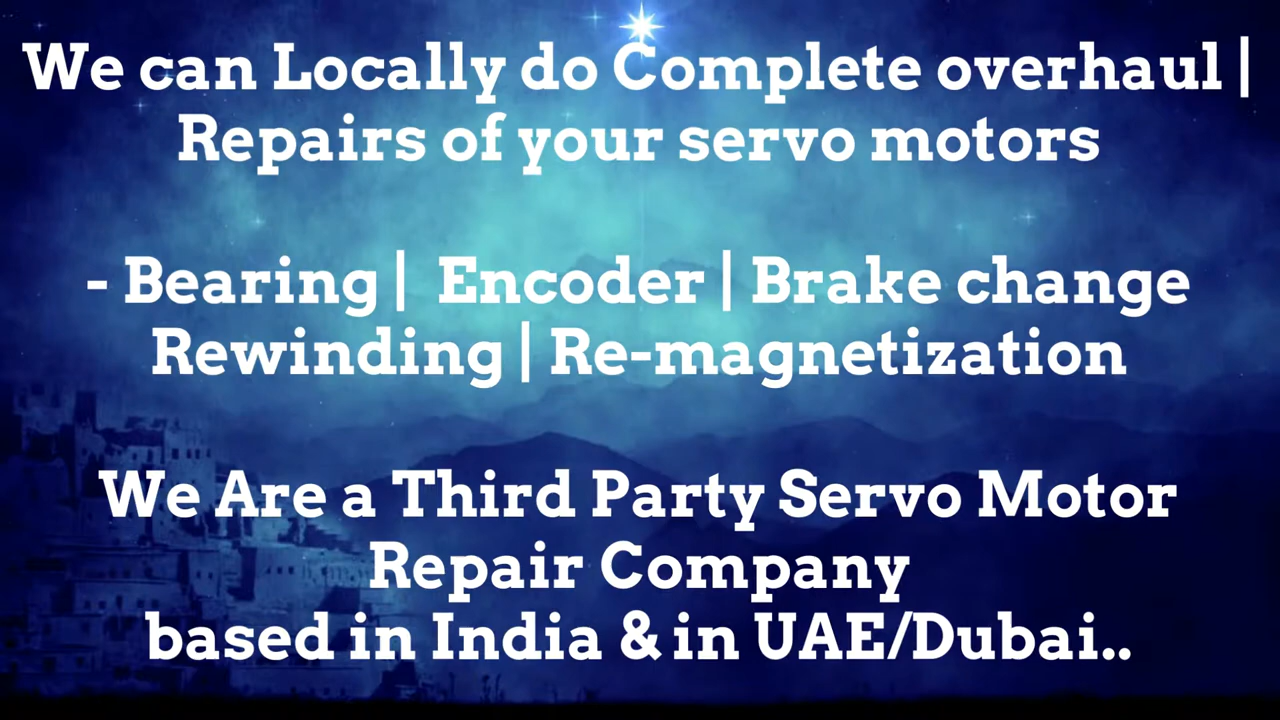 We can Locally do Complete overhaul |
Repairs of your servo motors
- Bearing | Encoder | Brake change
Rewinding | Re-magnetization
We Are a Third Party Servo Motor
Repair Company
based in India & in UAE/Dubai..